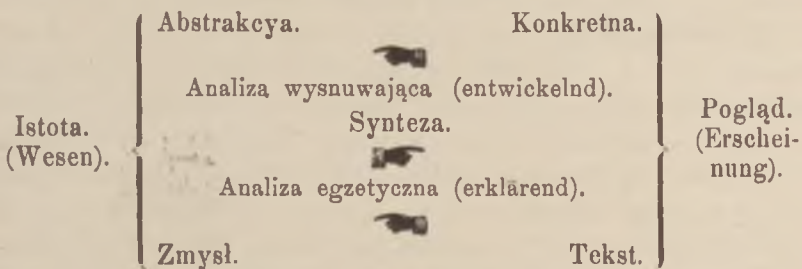 Abstrakcya. Konkretna.
Analiza wysnuwająca (entwickelnd).
Istota. Synteza. Pogląd.
(Wesen). (Erschei-
nung).
Analiza egzetyczna (erklärend).
Zmysł. Tekst.